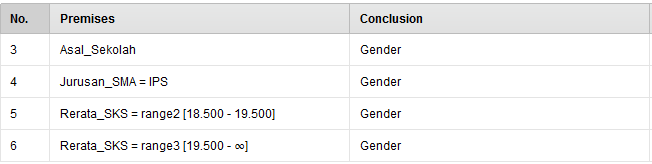 No. Premises Conclusion
3 Asal_Sekolah Gender
4 Jurusan_SMA = IPS Gender
5 Rerata_SKS = range2 [18.500 - 19.500] Gender
6 Rerata_SKS = range3 [19.500 - ∞] Gender